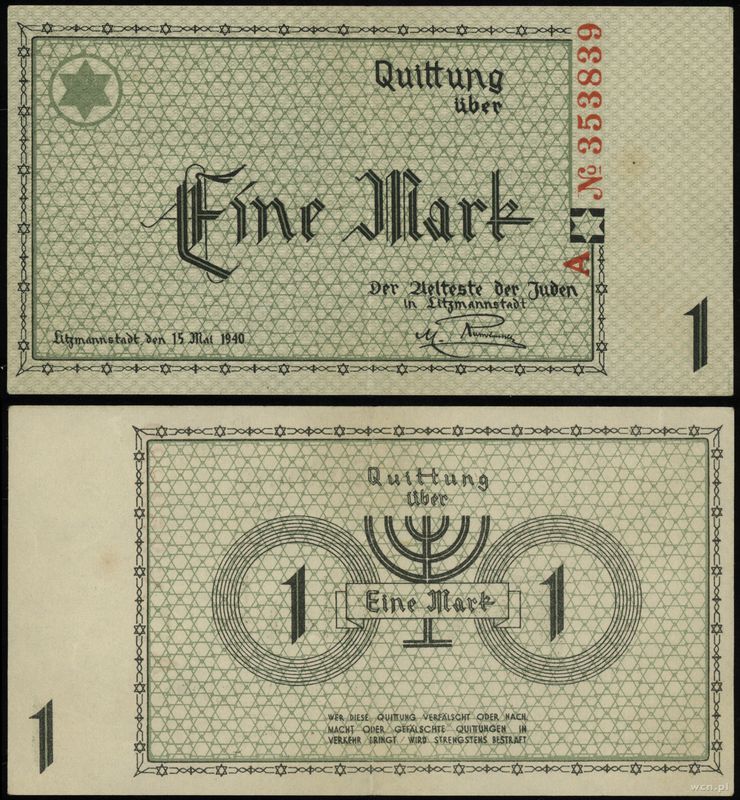 Quittung
über
Eine Mark
Der Aelteste der Juden
in Litzmannstadt
Litzmannstadt, den 15 Mai 1940
A № 353839
1
Quittung
über
1 Eine Mark 1
WER DIESE QUITTUNG VERFÄLSCHT ODER NACH
MACHT ODER GEFÄLSCHTE QUITTUNGEN IN
VERKEHR BRINGT WIRD STRENGSTENS BESTRAFT
1
wcn.pl